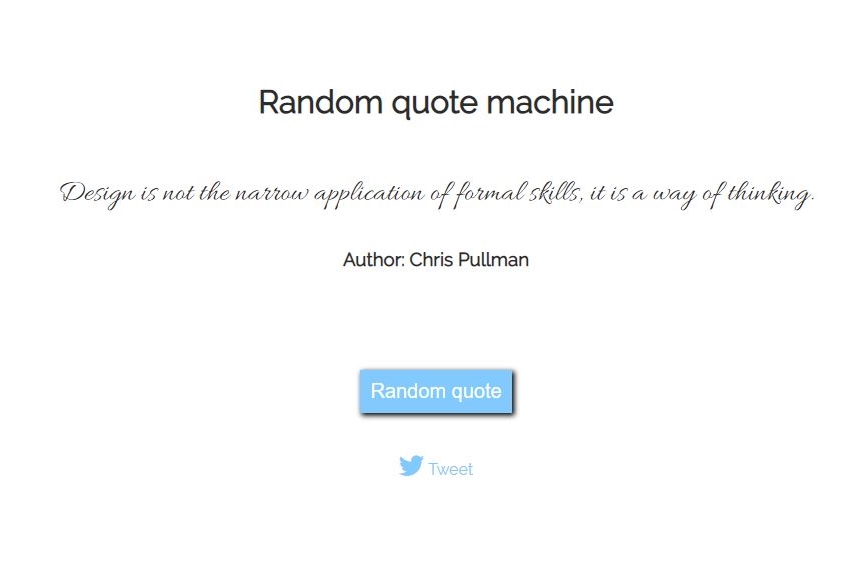 Random quote machine
Design is not the narrow application of formal skills, it is a way of thinking.
Author: Chris Pullman
Random quote
Tweet